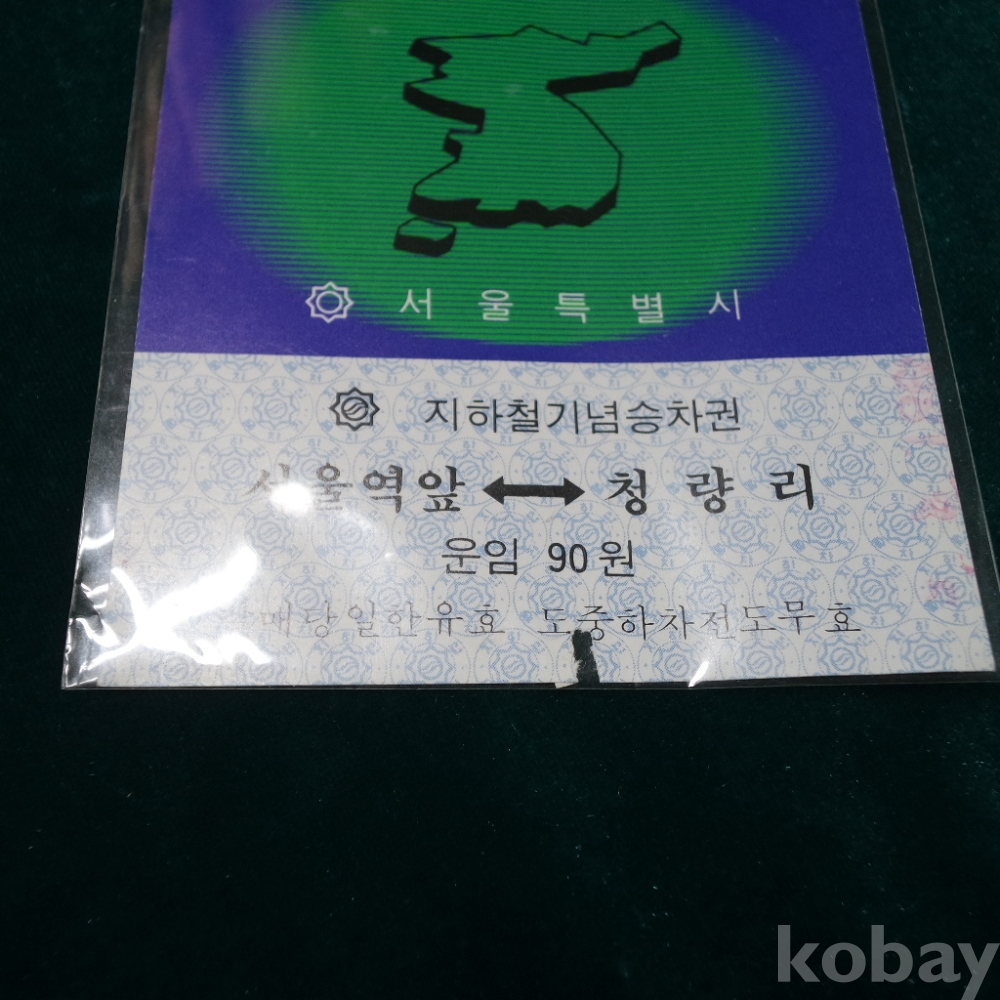 서울특별시
지하철기념승차권
서울역앞 ↔ 청량리
운임 90원
매당일한유효 도중하차전도무효
kobay